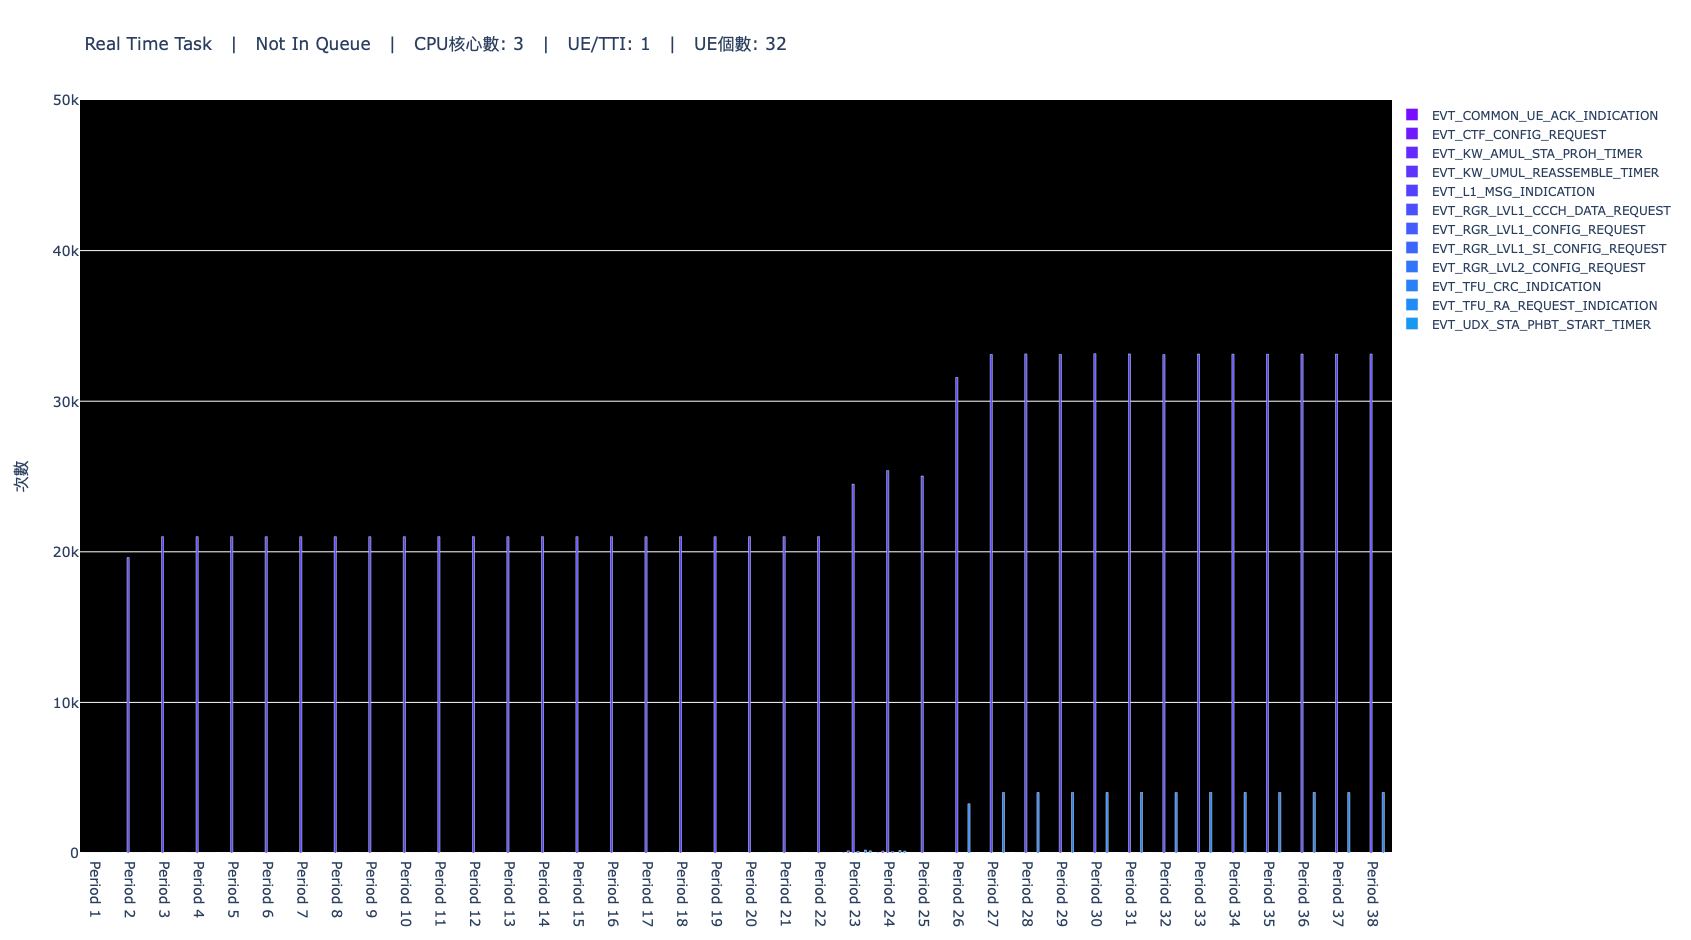 Real Time Task | Not In Queue | CPU核心數: 3 | UE/TTI: 1 | UE個數: 32
50k
40k
30k
20k
10k
0
次數
Period 1
Period 2
Period 3
Period 4
Period 5
Period 6
Period 7
Period 8
Period 9
Period 10
Period 11
Period 12
Period 13
Period 14
Period 15
Period 16
Period 17
Period 18
Period 19
Period 20
Period 21
Period 22
Period 23
Period 24
Period 25
Period 26
Period 27
Period 28
Period 29
Period 30
Period 31
Period 32
Period 33
Period 34
Period 35
Period 36
Period 37
Period 38
EVT_COMMON_UE_ACK_INDICATION
EVT_CTF_CONFIG_REQUEST
EVT_KW_AMUL_STA_PROH_TIMER
EVT_KW_UMUL_REASSEMBLE_TIMER
EVT_L1_MSG_INDICATION
EVT_RGR_LVL1_CCCH_DATA_REQUEST
EVT_RGR_LVL1_CONFIG_REQUEST
EVT_RGR_LVL1_SI_CONFIG_REQUEST
EVT_RGR_LVL2_CONFIG_REQUEST
EVT_TFU_CRC_INDICATION
EVT_TFU_RA_REQUEST_INDICATION
EVT_UDX_STA_PHBT_START_TIMER